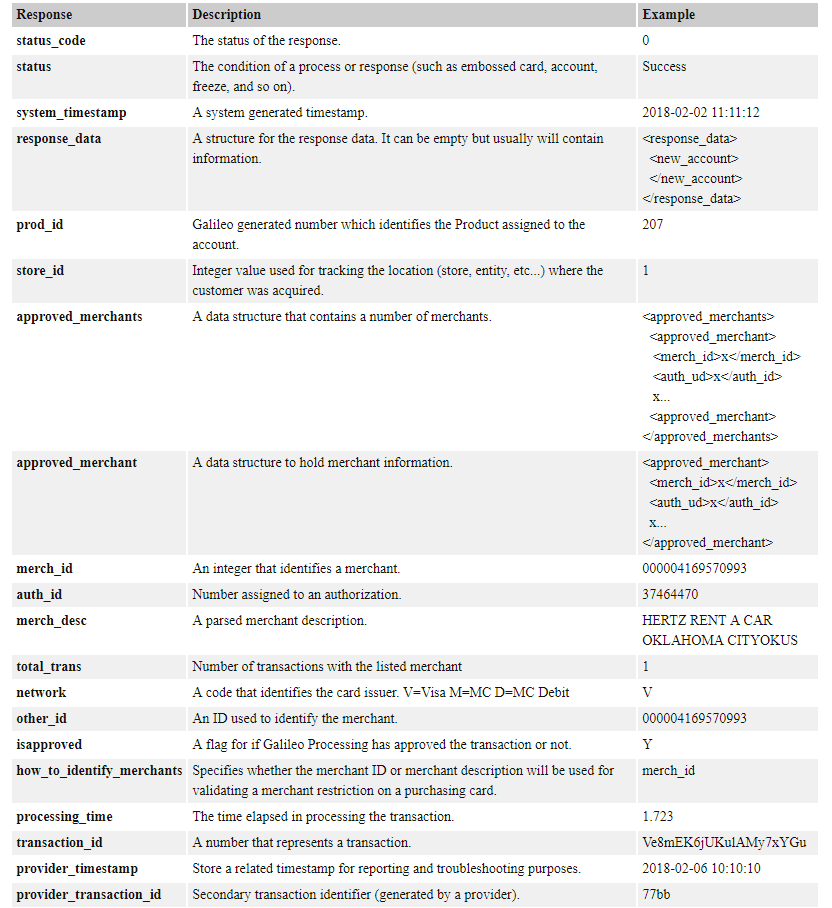 Response Description Example
status_code The status of the response. 0
status The condition of a process or response (such as embossed card, account, Success
freeze, and so on).
system_timestamp A system generated timestamp. 2018-02-02 11:11:12
response_data A structure for the response data. It can be empty but usually will contain <response_data>
information. <new_account>
</new_account>
</response_data>
prod_id Galileo generated number which identifies the Product assigned to the 207
account.
store_id Integer value used for tracking the location (store, entity, etc...) where the 1
customer was acquired.
approved_merchants A data structure that contains a number of merchants. <approved_merchants>
<approved_merchant>
<merch_id>x</merch_id>
<auth_ud>x</auth_id>
x...
<approved_merchant>
</approved_merchants>
approved_merchant A data structure to hold merchant information. <approved_merchant>
<merch_id>x</merch_id>
<auth_ud>x</auth_id>
x...
</approved_merchant>
merch_id An integer that identifies a merchant. 000004169570993
auth_id Number assigned to an authorization. 37464470
merch_desc A parsed merchant description. HERTZ RENT A CAR
OKLAHOMA CITYOKUS
total_trans Number of transactions with the listed merchant 1
network A code that identifies the card issuer. V=Visa M=MC D=MC Debit V
other_id An ID used to identify the merchant. 000004169570993
isapproved A flag for if Galileo Processing has approved the transaction or not. Y
how_to_identify_merchants Specifies whether the merchant ID or merchant description will be used for merch_id
validating a merchant restriction on a purchasing card.
processing_time The time elapsed in processing the transaction. 1.723
transaction_id A number that represents a transaction. Ve8mEK6jUKulAMy7xYGu
provider_timestamp Store a related timestamp for reporting and troubleshooting purposes. 2018-02-06 10:10:10
provider_transaction_id Secondary transaction identifier (generated by a provider). 77bb